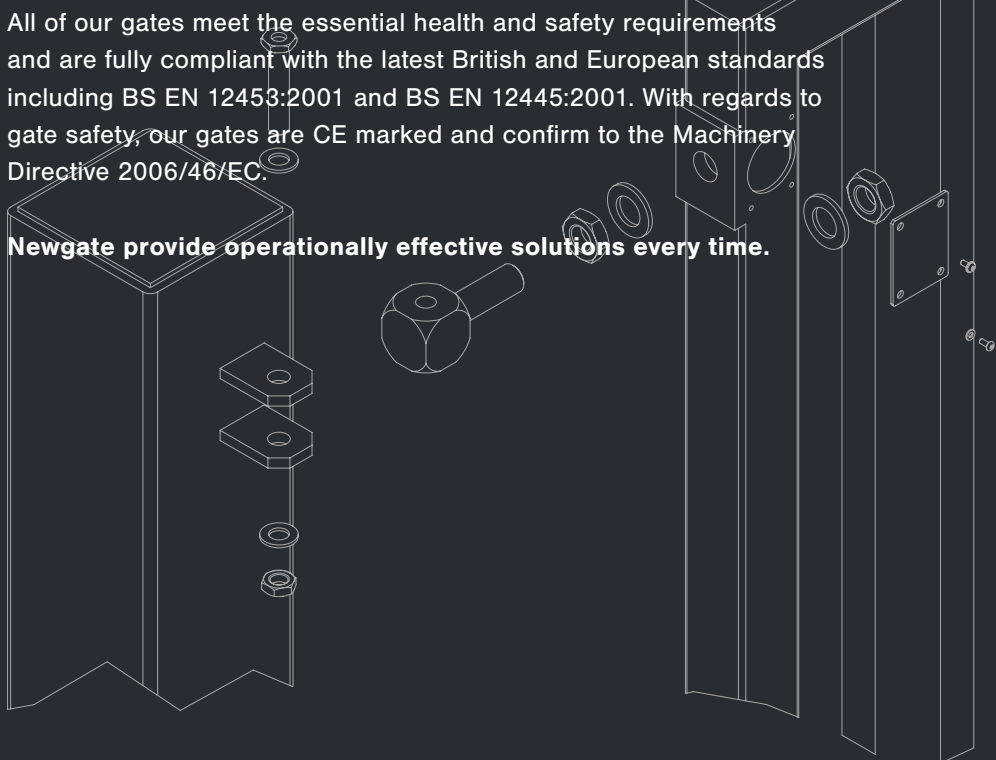 All of our gates meet the essential health and safety requirements
and are fully compliant with the latest British and European standards
including BS EN 12453:2001 and BS EN 12445:2001. With regards to
gate safety, our gates are CE marked and confirm to the Machinery
Directive 2006/46/EC.
Newgate provide operationally effective solutions every time.